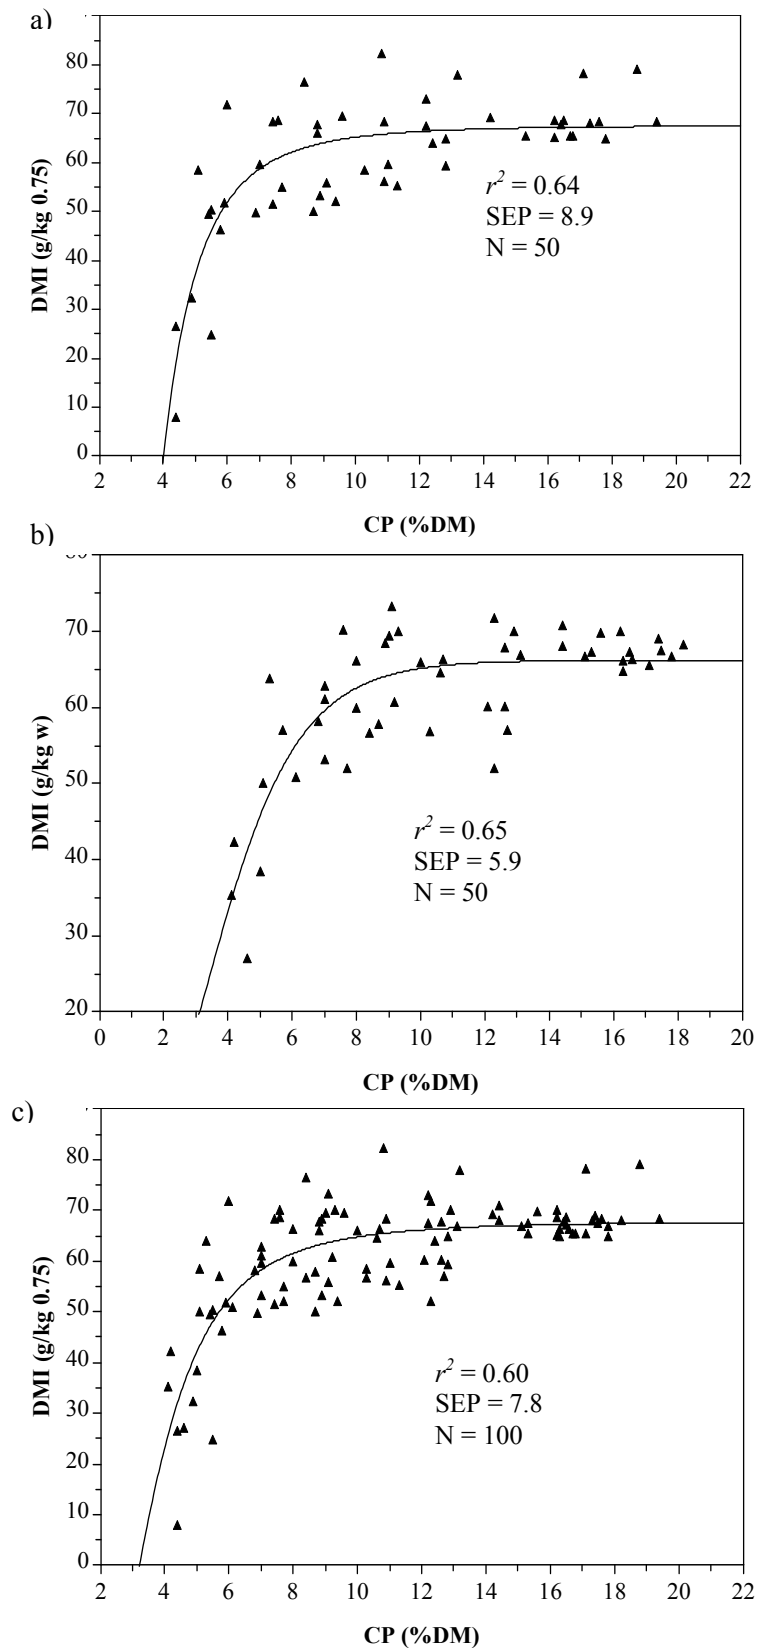 a)
80
70
60
50
40
30
20
10
0
DMI (g/kg 0.75)
r² = 0.64
SEP = 8.9
N = 50
2 4 6 8 10 12 14 16 18 20 22
CP (%DM)
b)
80
70
60
50
40
30
20
DMI (g/kg w)
r² = 0.65
SEP = 5.9
N = 50
0 2 4 6 8 10 12 14 16 18 20
CP (%DM)
c)
80
70
60
50
40
30
20
10
0
DMI (g/kg 0.75)
r² = 0.60
SEP = 7.8
N = 100
2 4 6 8 10 12 14 16 18 20 22
CP (%DM)